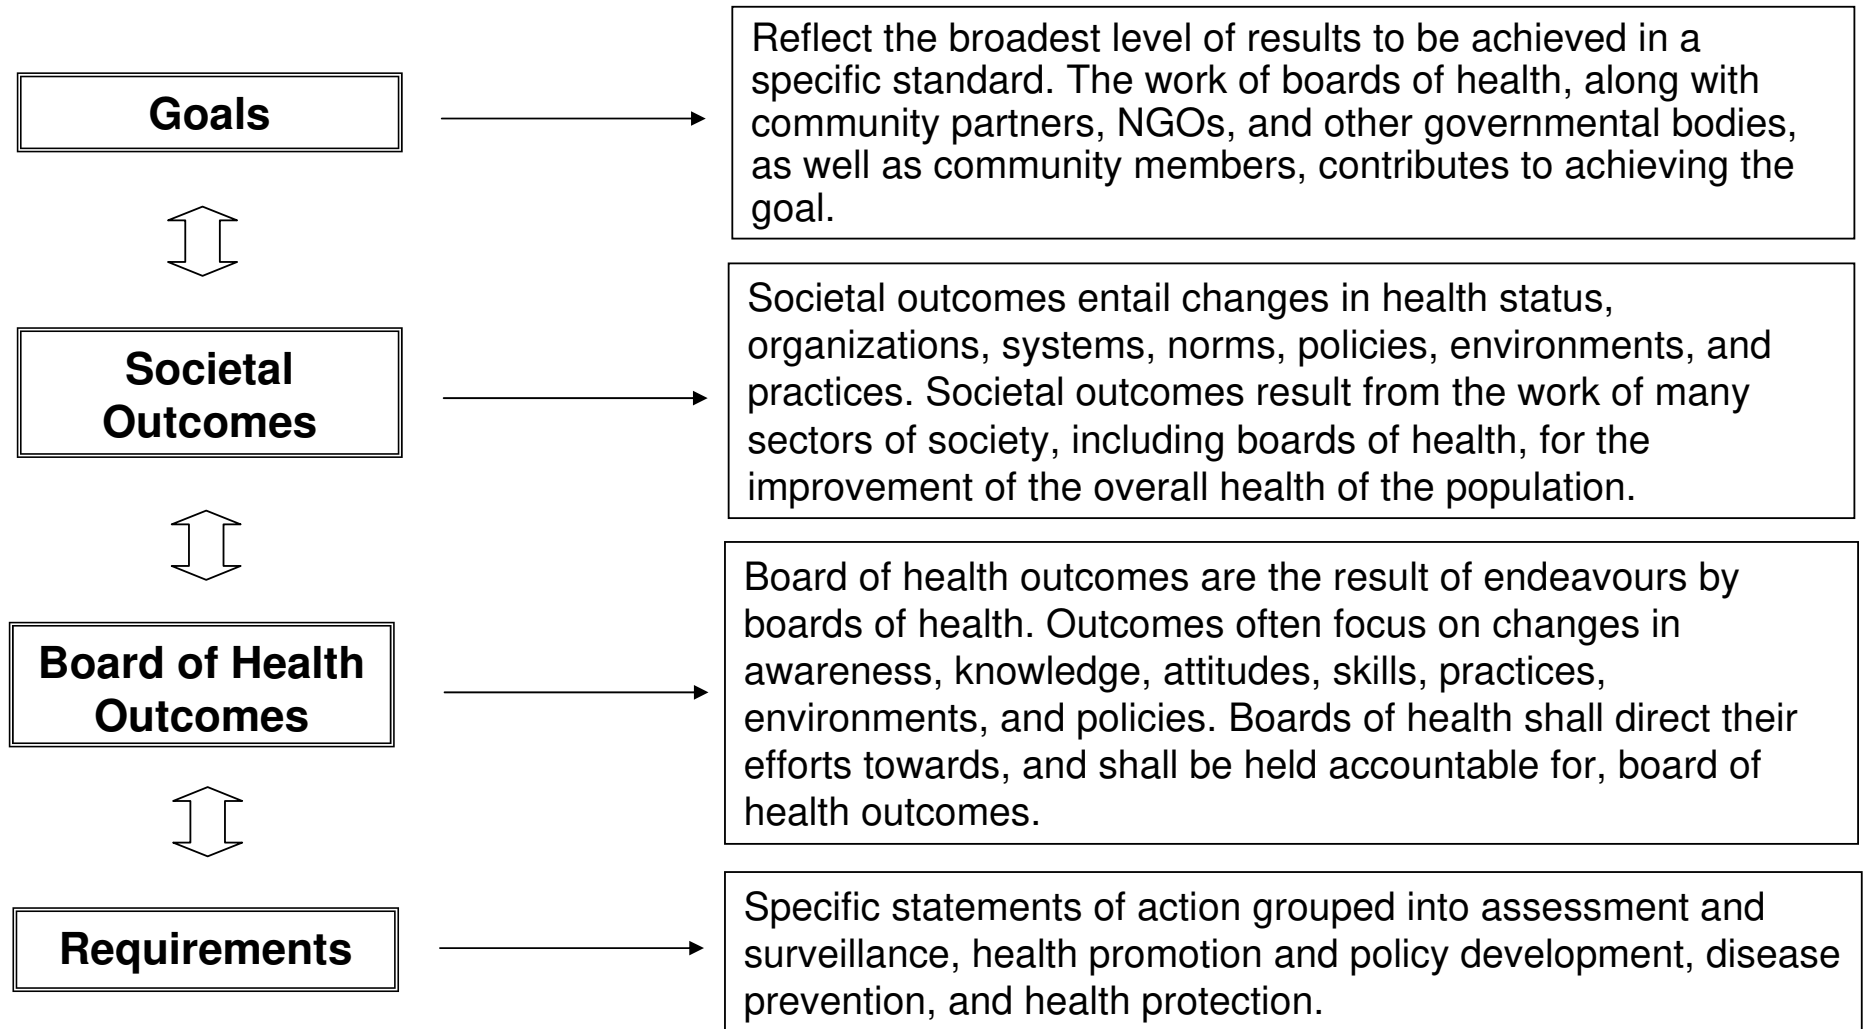 Goals
Reflect the broadest level of results to be achieved in a
specific standard. The work of boards of health, along with
community partners, NGOs, and other governmental bodies,
as well as community members, contributes to achieving the
goal.
Societal
Outcomes
Societal outcomes entail changes in health status,
organizations, systems, norms, policies, environments, and
practices. Societal outcomes result from the work of many
sectors of society, including boards of health, for the
improvement of the overall health of the population.
Board of Health
Outcomes
Board of health outcomes are the result of endeavours by
boards of health. Outcomes often focus on changes in
awareness, knowledge, attitudes, skills, practices,
environments, and policies. Boards of health shall direct their
efforts towards, and shall be held accountable for, board of
health outcomes.
Requirements
Specific statements of action grouped into assessment and
surveillance, health promotion and policy development, disease
prevention, and health protection.